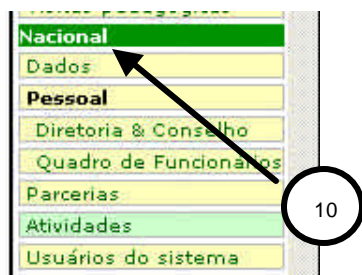 Nacional
Dados
Pessoal
Diretoria & Conselho
Quadro de Funcionários
Parcerias
10
Atividades
Usuários do sistema